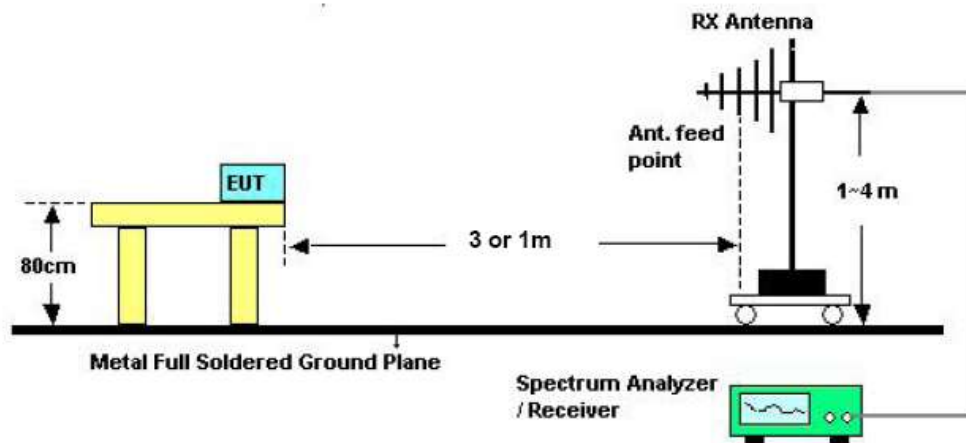 RX Antenna
Ant. feed
point
EUT
1~4 m
3 or 1m
80cm
Metal Full Soldered Ground Plane
Spectrum Analyzer
/ Receiver